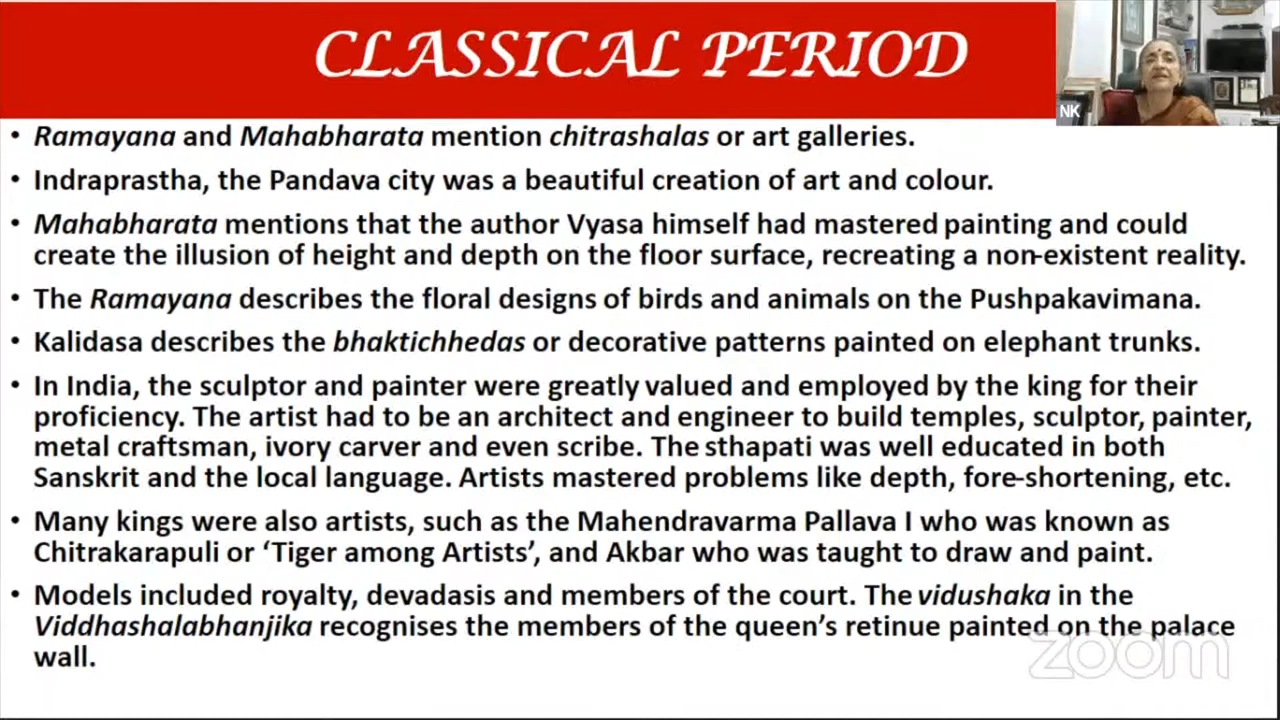 CLASSICAL PERIOD
NK
• Ramayana and Mahabharata mention chitrashalas or art galleries.
• Indraprastha, the Pandava city was a beautiful creation of art and colour.
• Mahabharata mentions that the author Vyasa himself had mastered painting and could
create the illusion of height and depth on the floor surface, recreating a non-existent reality.
• The Ramayana describes the floral designs of birds and animals on the Pushpakavimana.
• Kalidasa describes the bhaktichhedas or decorative patterns painted on elephant trunks.
• In India, the sculptor and painter were greatly valued and employed by the king for their
proficiency. The artist had to be an architect and engineer to build temples, sculptor, painter,
metal craftsman, ivory carver and even scribe. The sthapati was well educated in both
Sanskrit and the local language. Artists mastered problems like depth, fore-shortening, etc.
• Many kings were also artists, such as the Mahendravarma Pallava I who was known as
Chitrakarapuli or ‘Tiger among Artists’, and Akbar who was taught to draw and paint.
• Models included royalty, devadasis and members of the court. The vidushaka in the
Viddhashalabhanjika recognises the members of the queen’s retinue painted on the palace
wall.
zoom